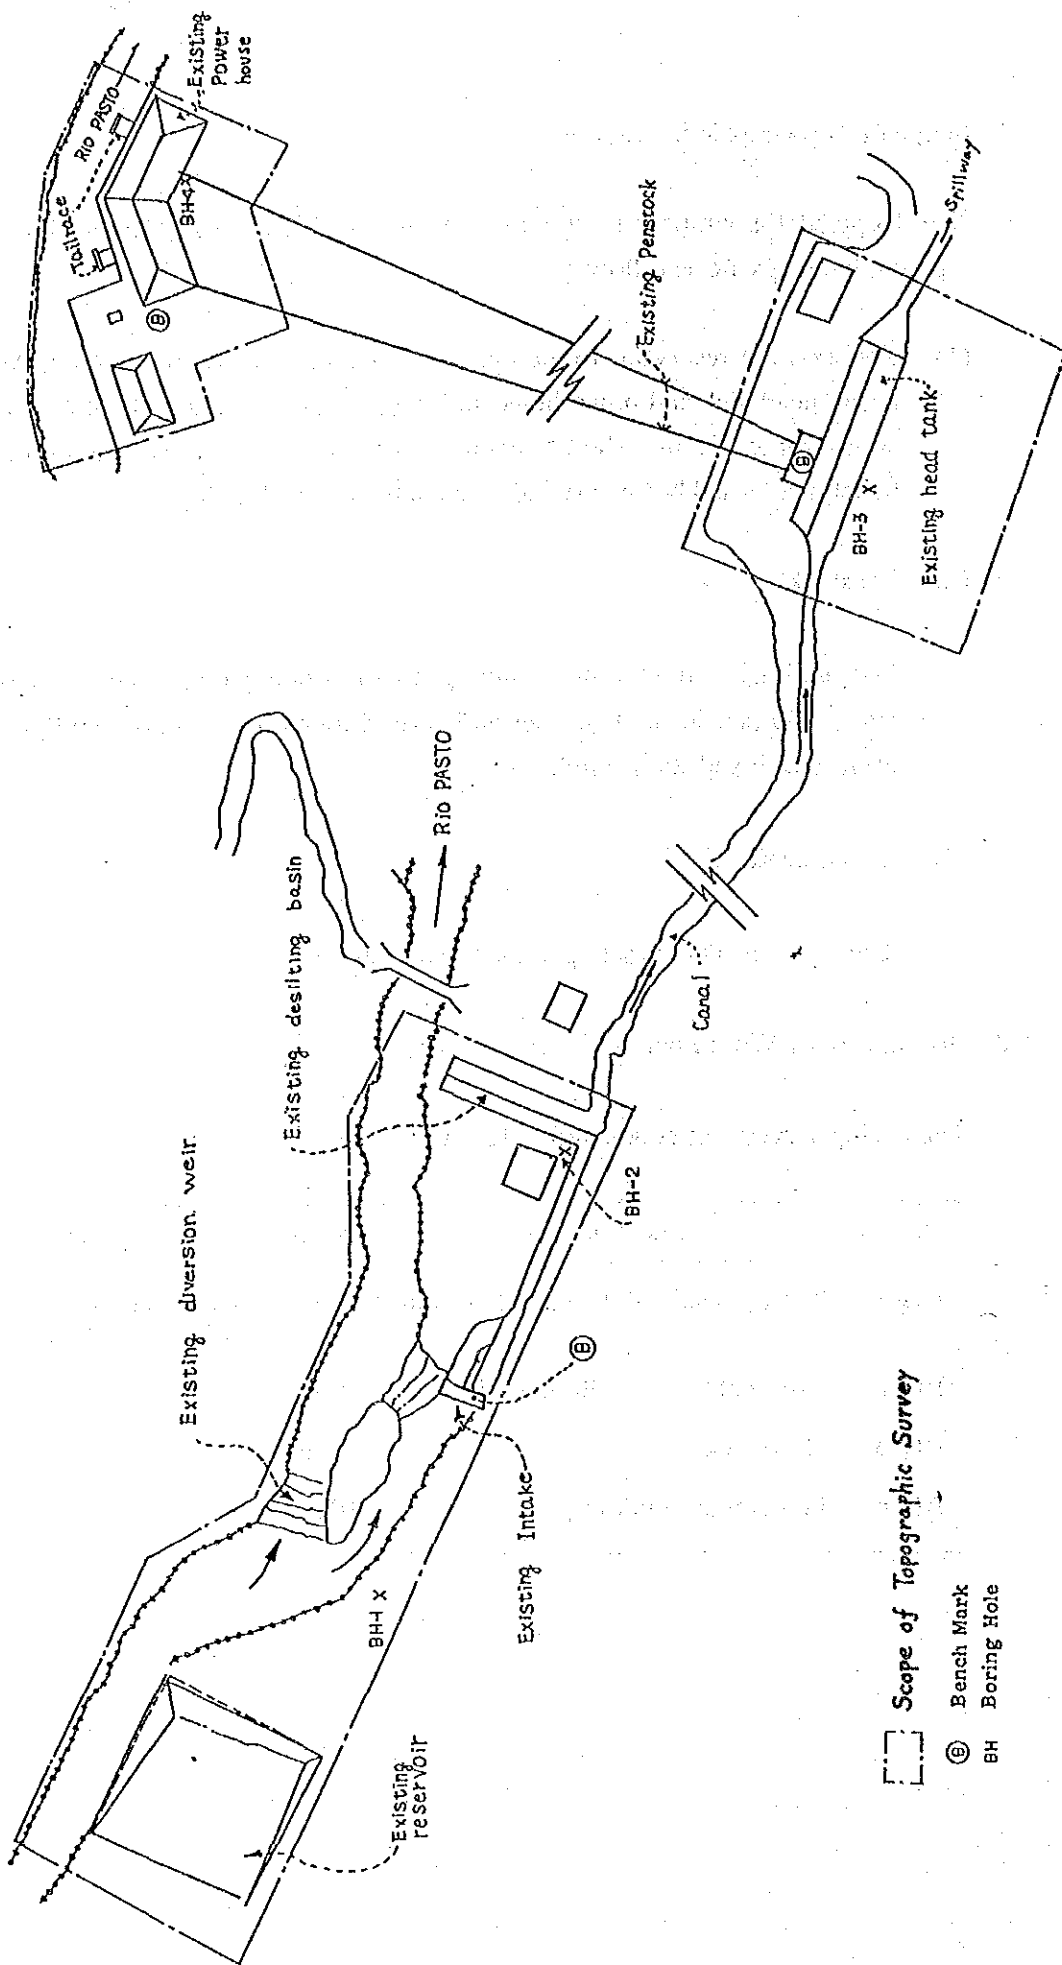 Existing
reservoir
BH-1 X
Existing Intake
Existing diversion weir
B
BH-2
Existing desilting basin
Rio PASTO
Canal
BH-3 X
Existing head tank
B
Spillway
Existing Penstock
B
Tailrace
RIO PASTO
BH-4X
Existing
Power
house
Scope of Topographic Survey
B Bench Mark
BH Boring Hole